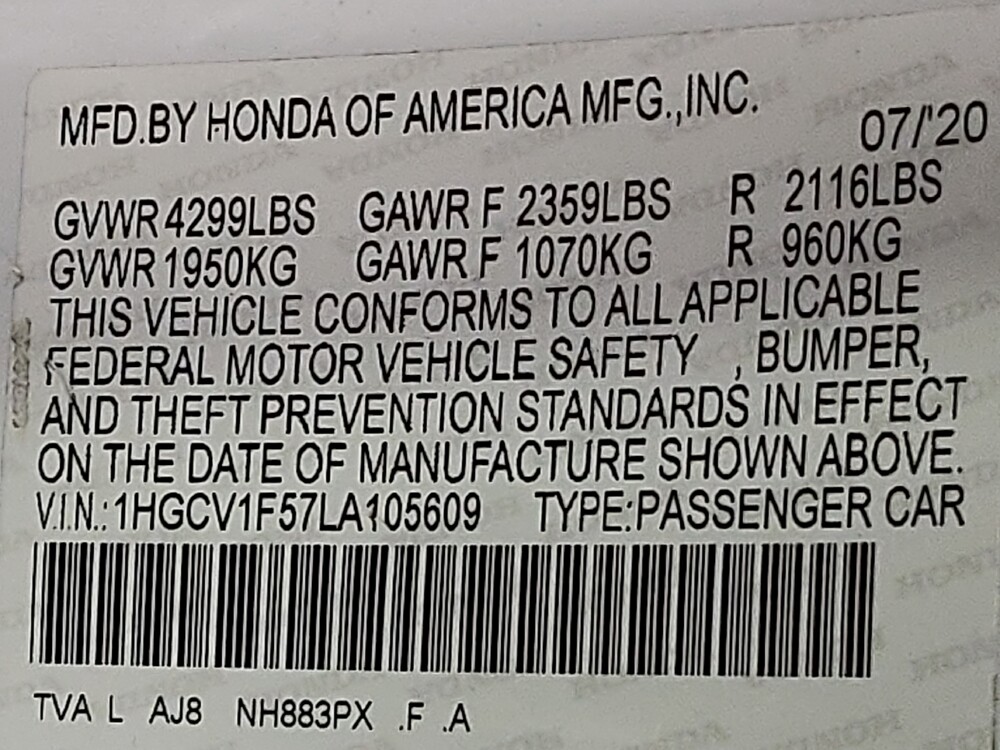 MFD.BY HONDA OF AMERICA MFG.,INC.
07/'20
GVWR 4299LBS GAWR F 2359LBS R 2116LBS
GVWR 1950KG GAWR F 1070KG R 960KG
THIS VEHICLE CONFORMS TO ALL APPLICABLE
FEDERAL MOTOR VEHICLE SAFETY , BUMPER,
AND THEFT PREVENTION STANDARDS IN EFFECT
ON THE DATE OF MANUFACTURE SHOWN ABOVE.
V.I.N.: 1HGCV1F57LA105609 TYPE:PASSENGER CAR
TVA L AJ8 NH883PX .F .A